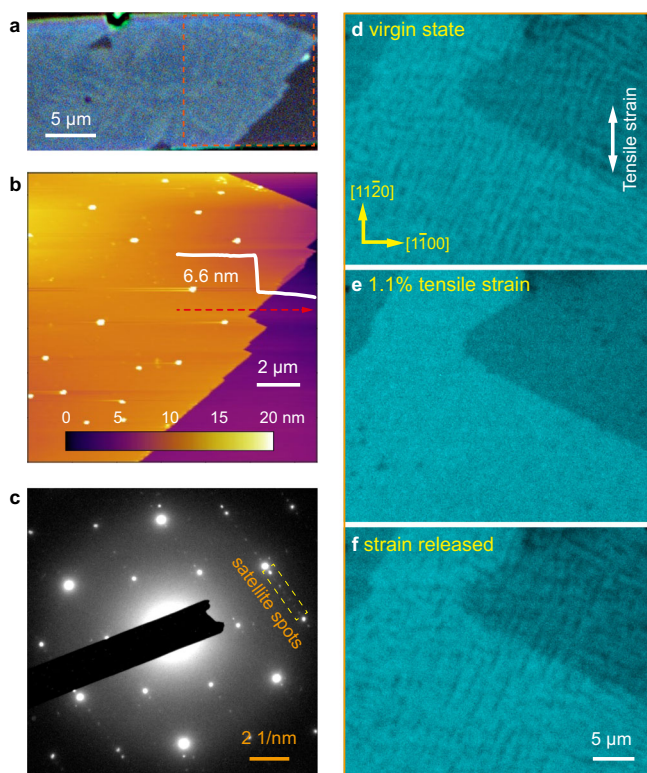 a
5 µm
b
6.6 nm
2 µm
0 5 10 15 20 nm
c
satellite spots
2 1/nm
d virgin state
Tensile strain
[112̄0]
[11̄00]
e 1.1% tensile strain
f strain released
5 µm